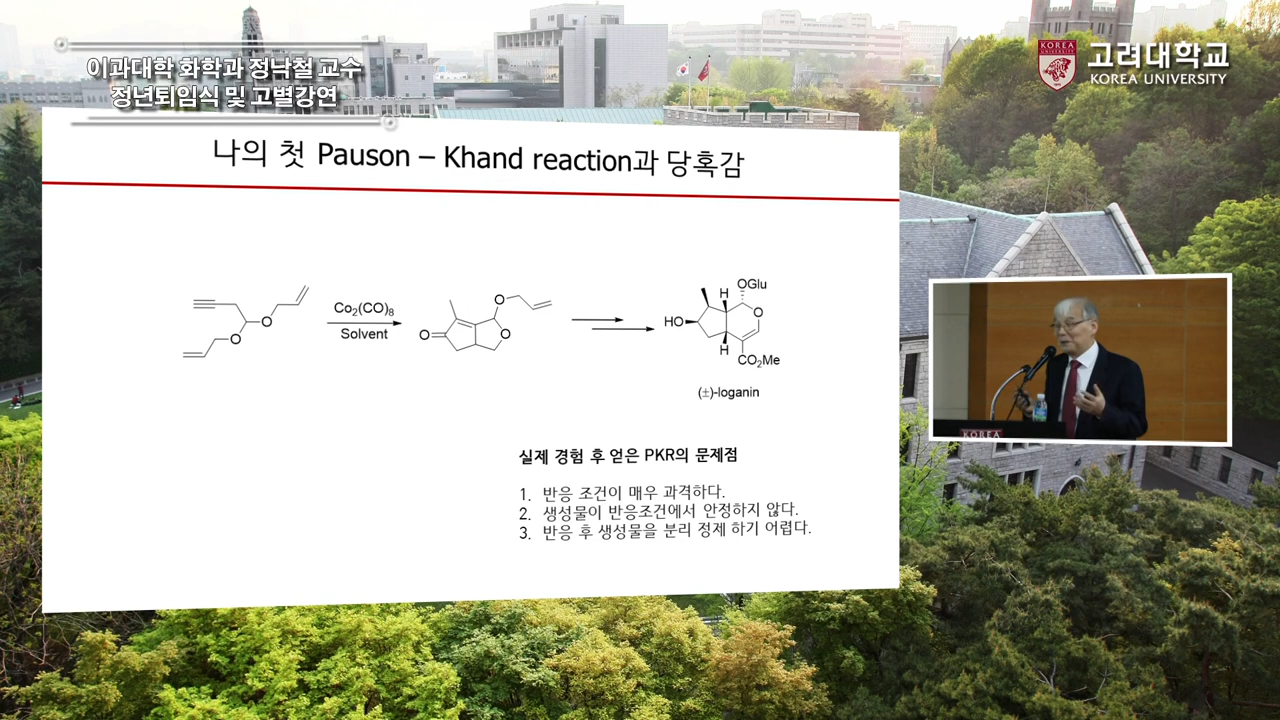 이과대학 화학과 정낙철 교수
정년퇴임식 및 고별강연
KOREA
UNIVERSITY
고려대학교
KOREA UNIVERSITY
나의 첫 Pauson – Khand reaction과 당혹감
Co₂(CO)₈
Solvent
O
O
O
O
O
HO
H
H
OGlu
O
CO₂Me
(±)-loganin
실제 경험 후 얻은 PKR의 문제점
1. 반응 조건이 매우 과격하다.
2. 생성물이 반응조건에서 안정하지 않다.
3. 반응 후 생성물을 분리 정제 하기 어렵다.
KOREA